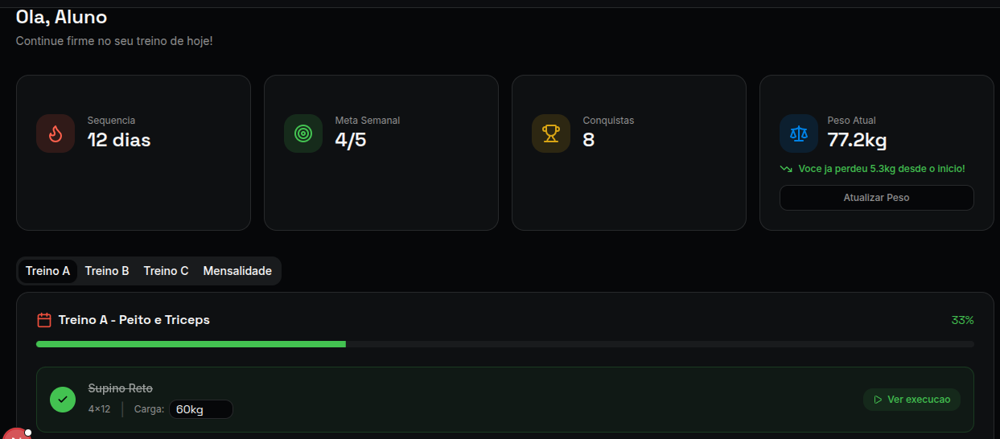 Ola, Aluno
Continue firme no seu treino de hoje!
Sequencia
12 dias
Meta Semanal
4/5
Conquistas
8
Peso Atual
77.2kg
Voce ja perdeu 5.3kg desde o inicio!
Atualizar Peso
Treino A Treino B Treino C Mensalidade
Treino A - Peito e Triceps
33%
Supino Reto
4×12
Carga: 60kg
Ver execucao